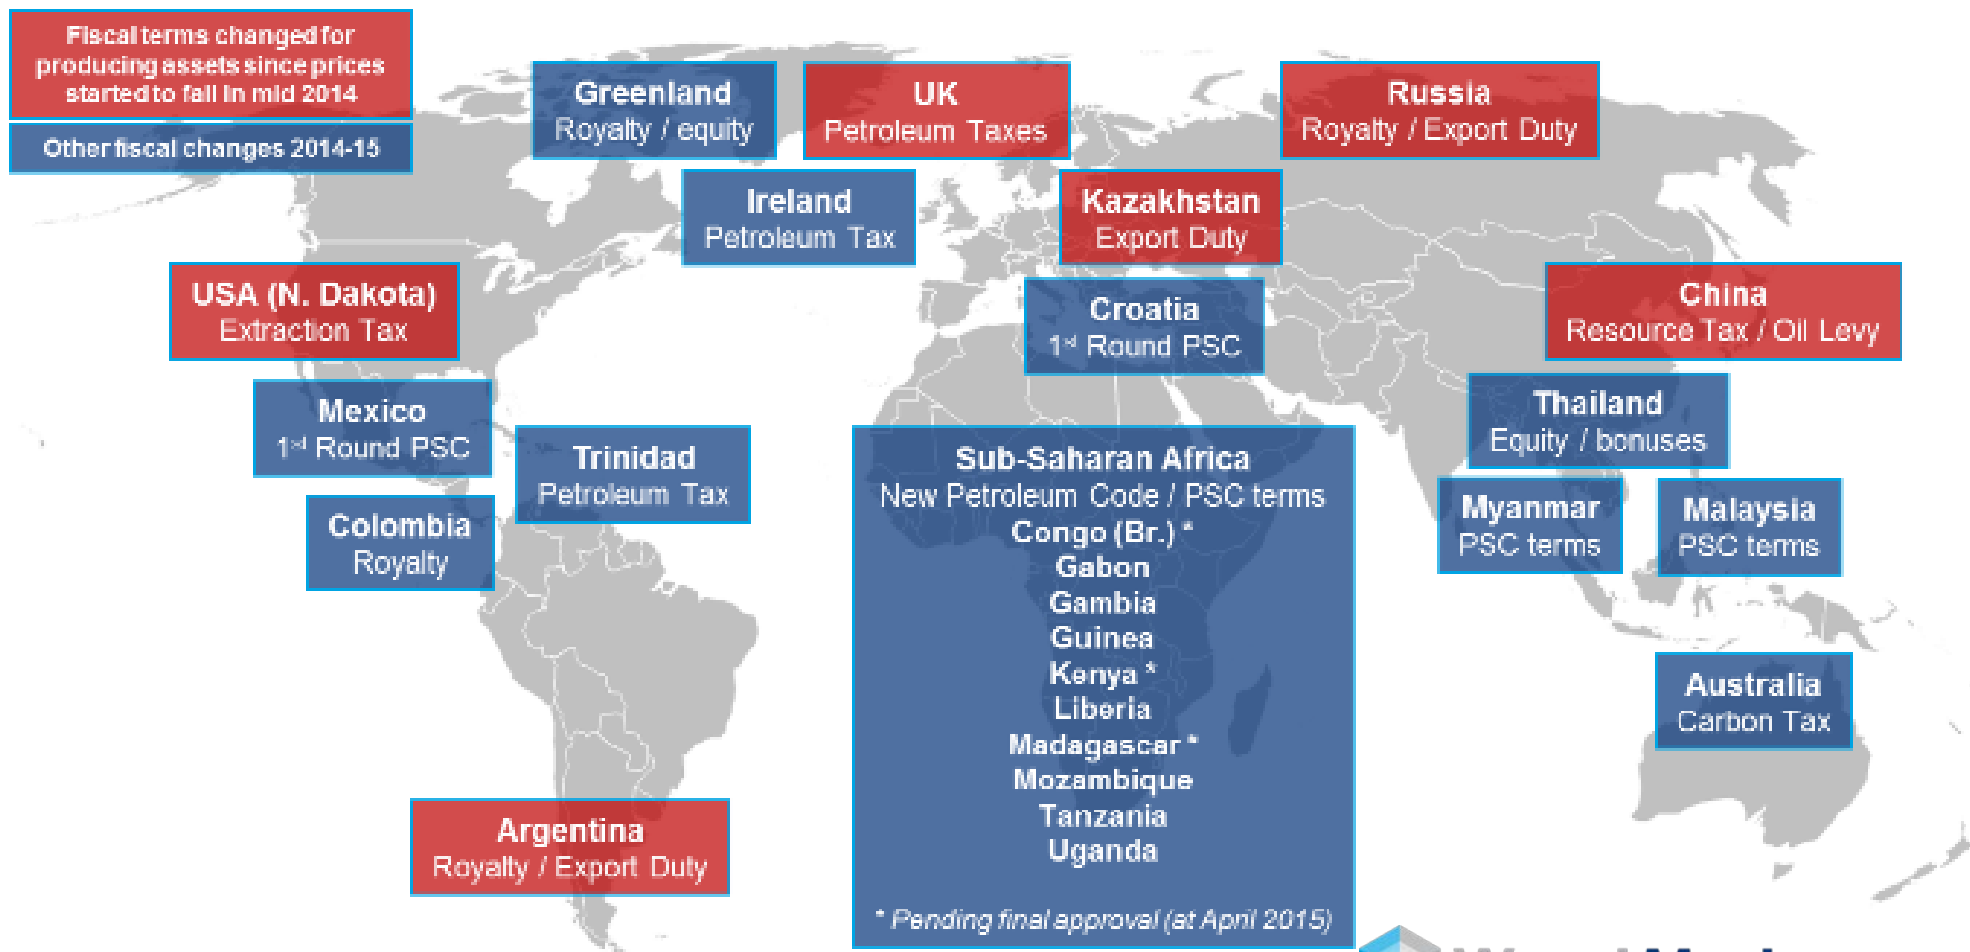 Fiscal terms changed for
producing assets since prices
started to fall in mid 2014
Other fiscal changes 2014-15
Greenland
Royalty / equity
UK
Petroleum Taxes
Russia
Royalty / Export Duty
Ireland
Petroleum Tax
Kazakhstan
Export Duty
USA (N. Dakota)
Extraction Tax
Croatia
1st Round PSC
China
Resource Tax / Oil Levy
Mexico
1st Round PSC
Thailand
Equity / bonuses
Trinidad
Petroleum Tax
Colombia
Royalty
Sub-Saharan Africa
New Petroleum Code / PSC terms
Congo (Br.) *
Gabon
Gambia
Guinea
Kenya *
Liberia
Madagascar *
Mozambique
Tanzania
Uganda
* Pending final approval (at April 2015)
Myanmar
PSC terms
Malaysia
PSC terms
Australia
Carbon Tax
Argentina
Royalty / Export Duty